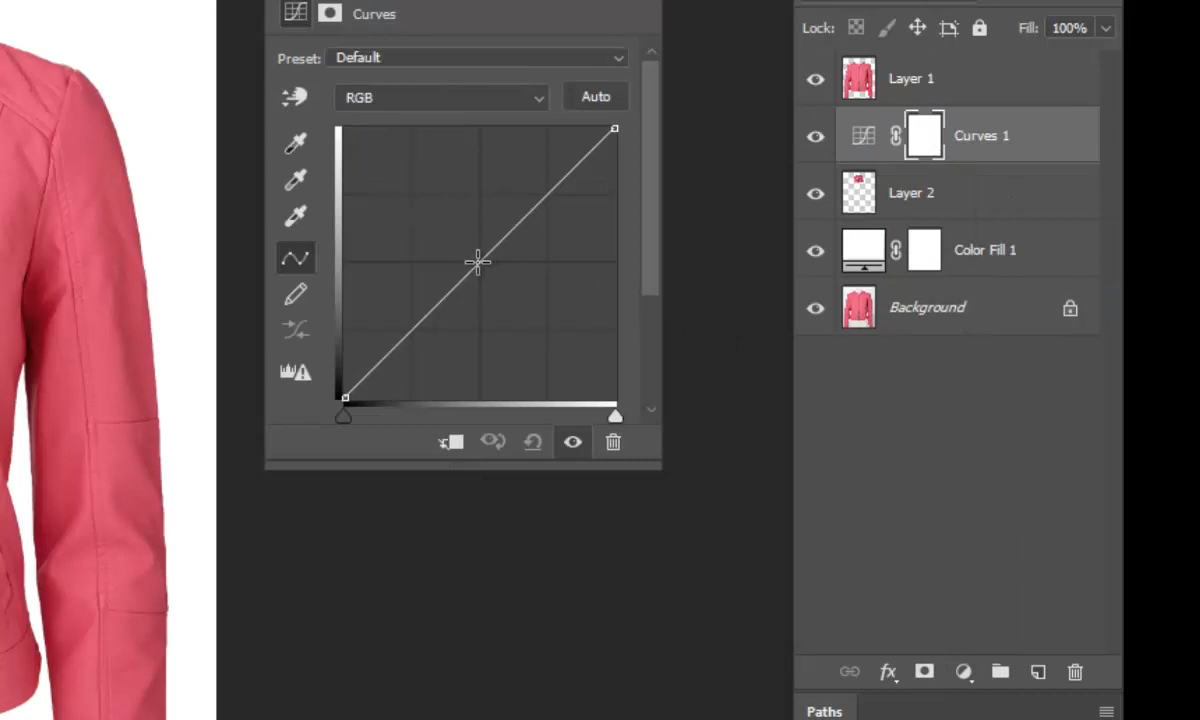 Curves
Preset: Default
RGB
Auto
Lock:
Fill: 100%
Layer 1
Curves 1
Layer 2
Color Fill 1
Background
fx
Paths